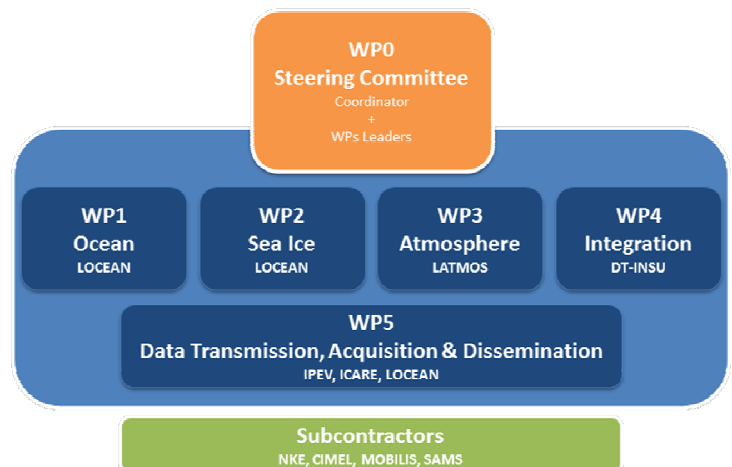 WP0
Steering Committee
Coordinator
+
WPs Leaders
WP1
Ocean
LOCEAN
WP2
Sea Ice
LOCEAN
WP3
Atmosphere
LATMOS
WP4
Integration
DT-INSU
WP5
Data Transmission, Acquisition & Dissemination
IPEV, ICARE, LOCEAN
Subcontractors
NKE, CIMEL, MOBILIS, SAMS